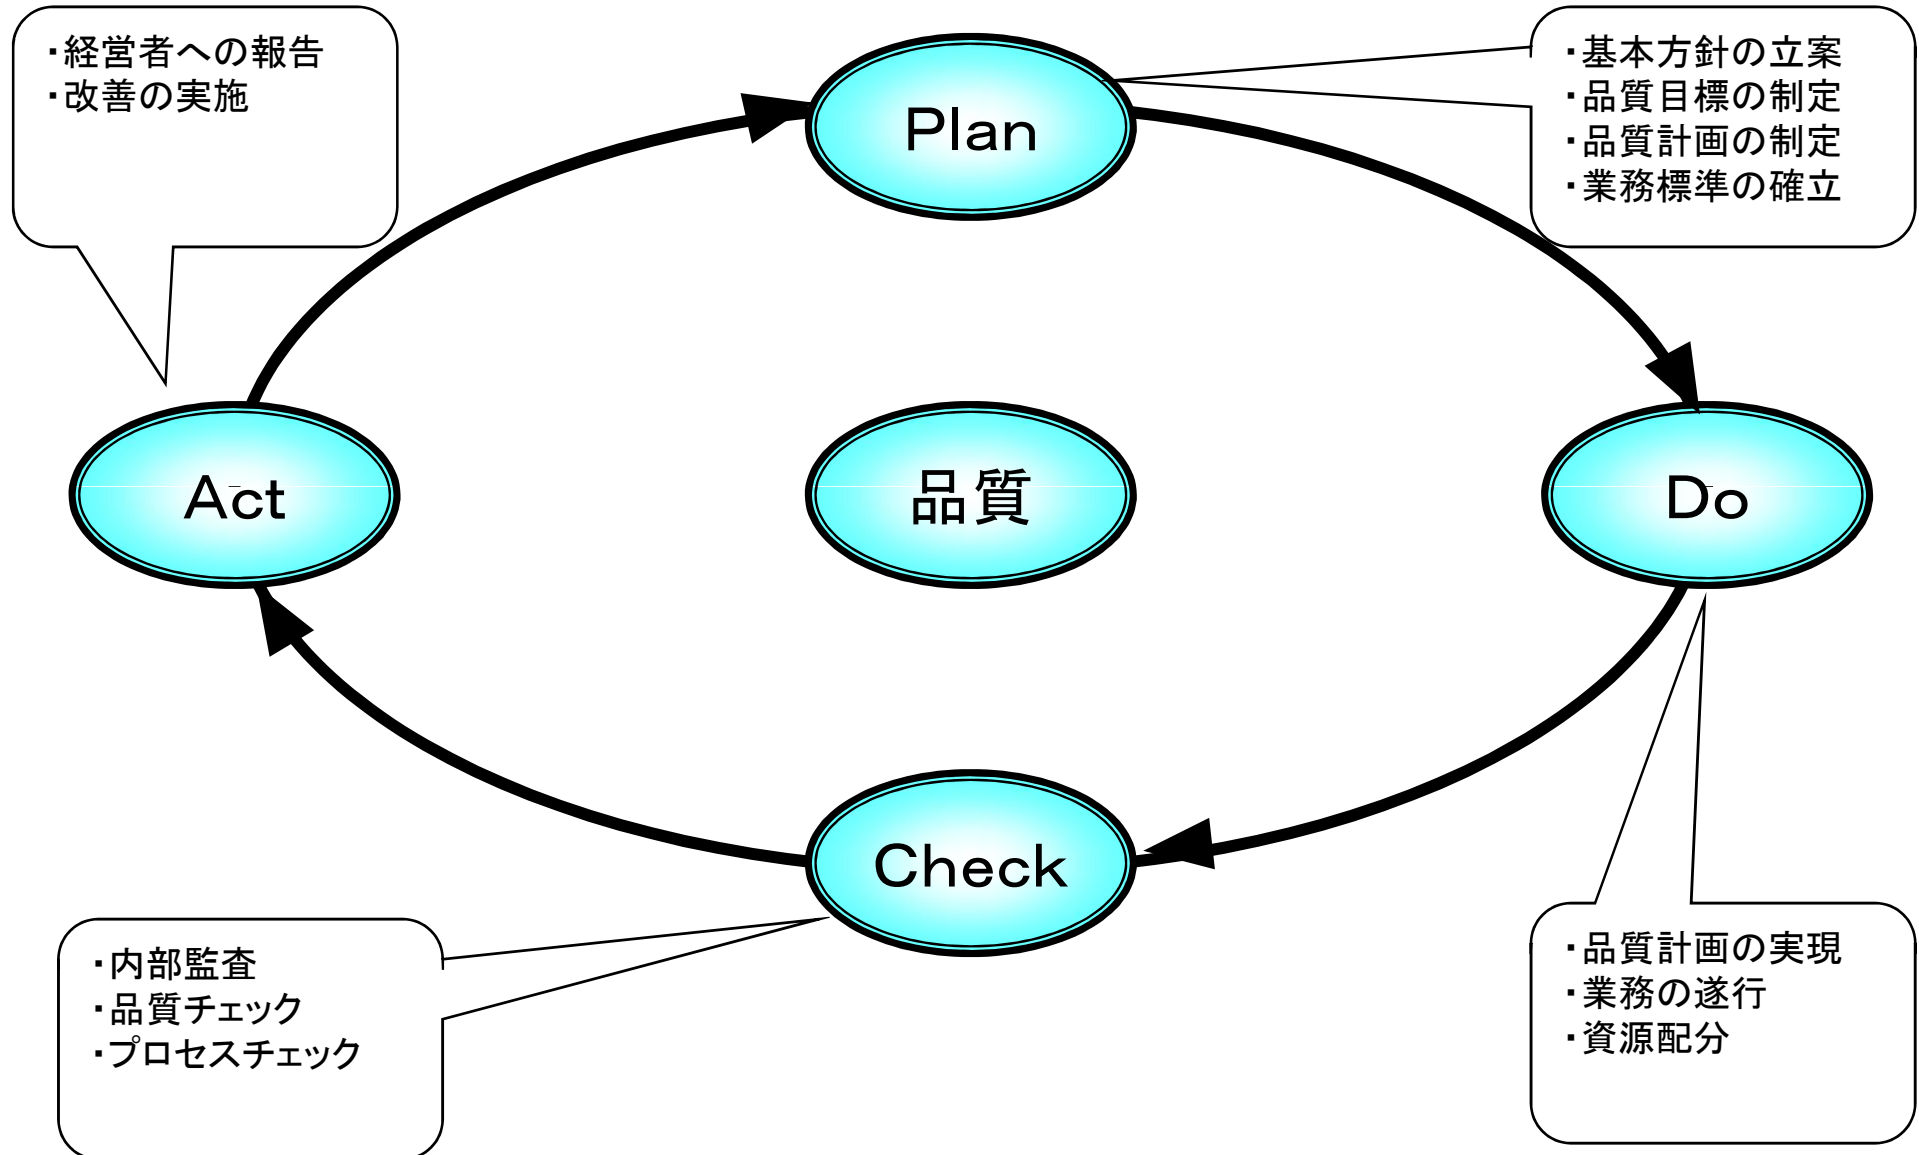 ・経営者への報告
・改善の実施
Plan
・基本方針の立案
・品質目標の制定
・品質計画の制定
・業務標準の確立
Act
品質
Do
Check
・内部監査
・品質チェック
・プロセスチェック
・品質計画の実現
・業務の遂行
・資源配分